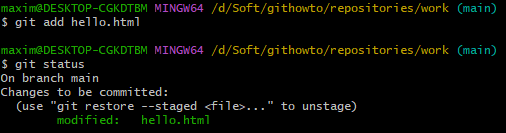 maxim@DESKTOP-CGKDTBM MINGW64 /d/Soft/githowto/repositories/work (main)
$ git add hello.html

maxim@DESKTOP-CGKDTBM MINGW64 /d/Soft/githowto/repositories/work (main)
$ git status
On branch main
Changes to be committed:
  (use "git restore --staged <file>..." to unstage)
        modified:   hello.html